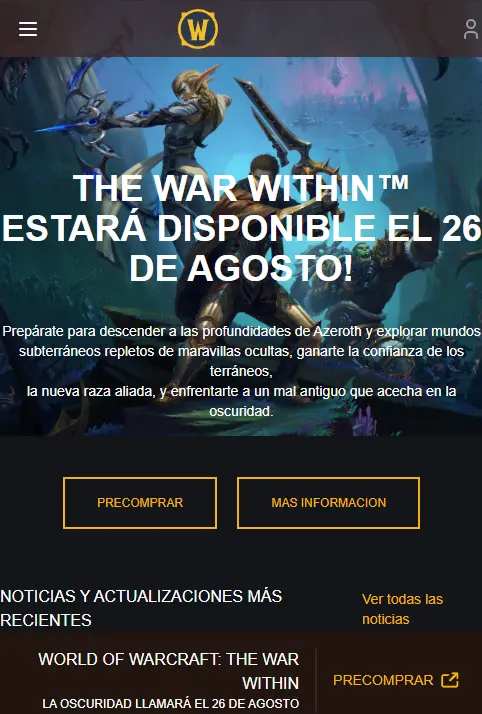 W
THE WAR WITHIN™
ESTARÁ DISPONIBLE EL 26
DE AGOSTO!
Prepárate para descender a las profundidades de Azeroth y explorar mundos
subterráneos repletos de maravillas ocultas, ganarte la confianza de los
terráneos,
la nueva raza aliada, y enfrentarte a un mal antiguo que acecha en la
oscuridad.
PRECOMPRAR
MAS INFORMACION
NOTICIAS Y ACTUALIZACIONES MÁS
RECIENTES
Ver todas las
noticias
WORLD OF WARCRAFT: THE WAR
WITHIN
LA OSCURIDAD LLAMARÁ EL 26 DE AGOSTO
PRECOMPRAR